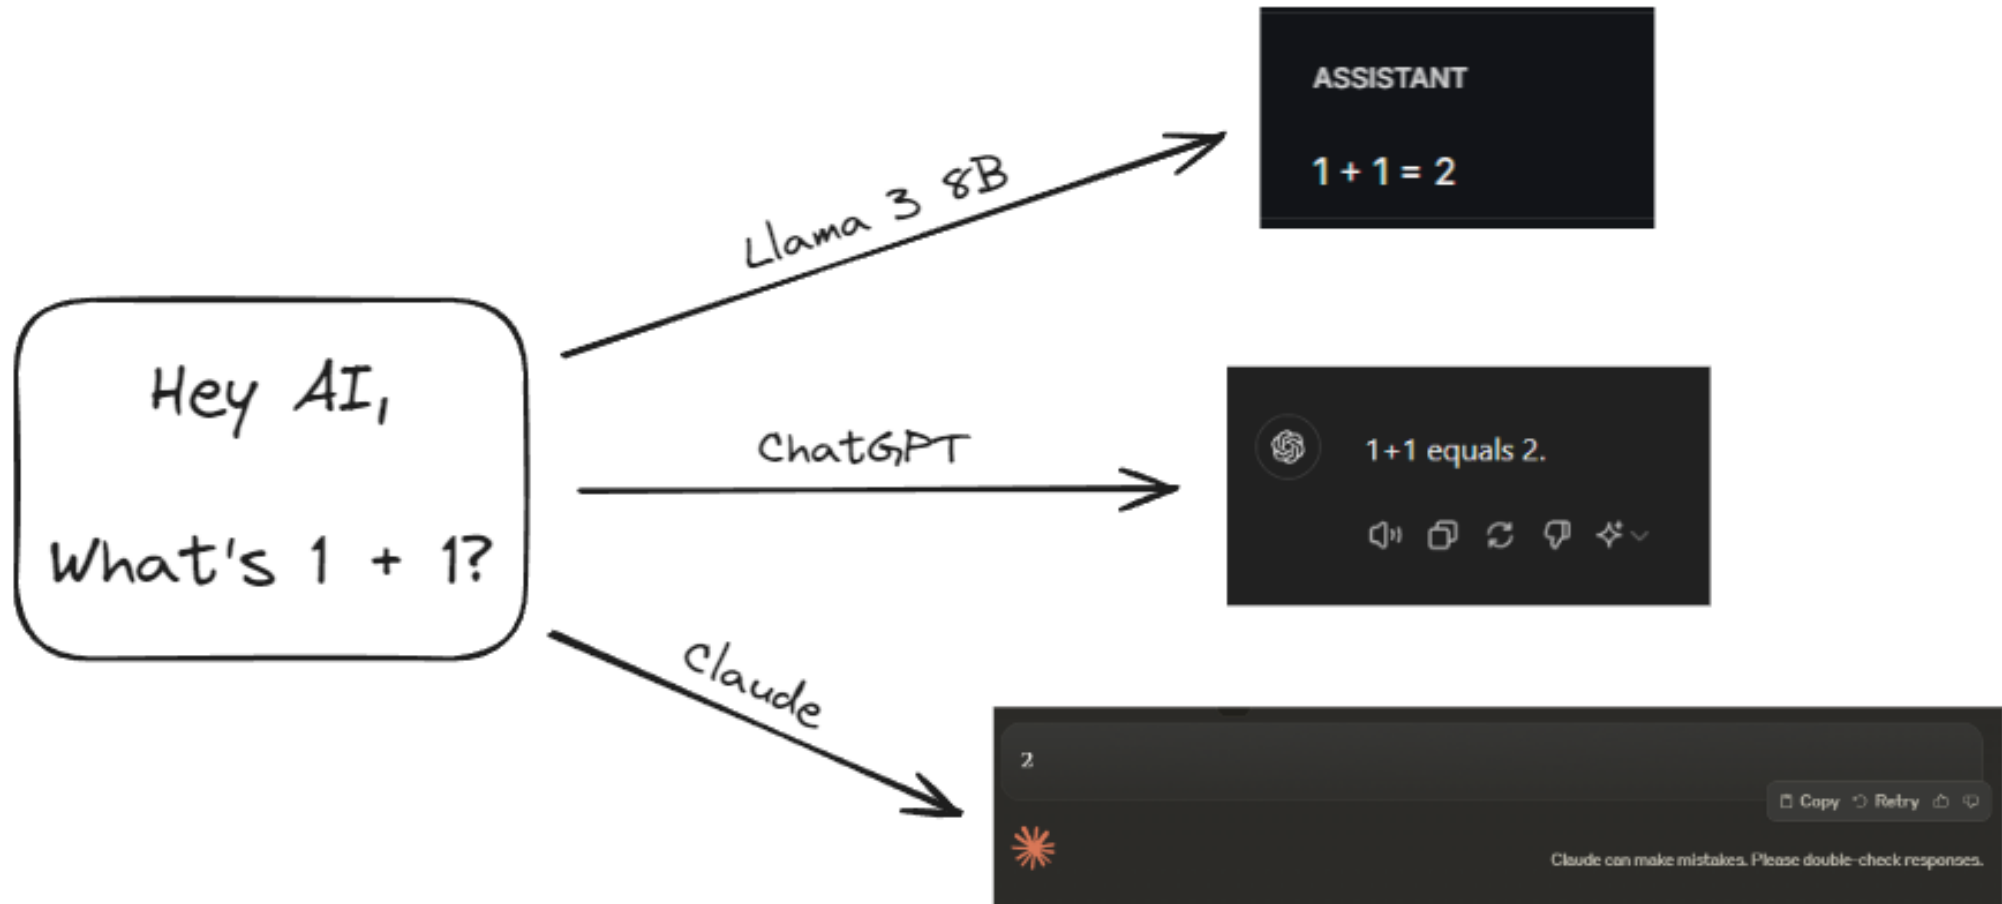 Hey AI,
What's 1 + 1?
Llama 3 8B
ASSISTANT
1 + 1 = 2
ChatGPT
1+1 equals 2.
Claude
2
Copy Retry
Claude can make mistakes. Please double-check responses.